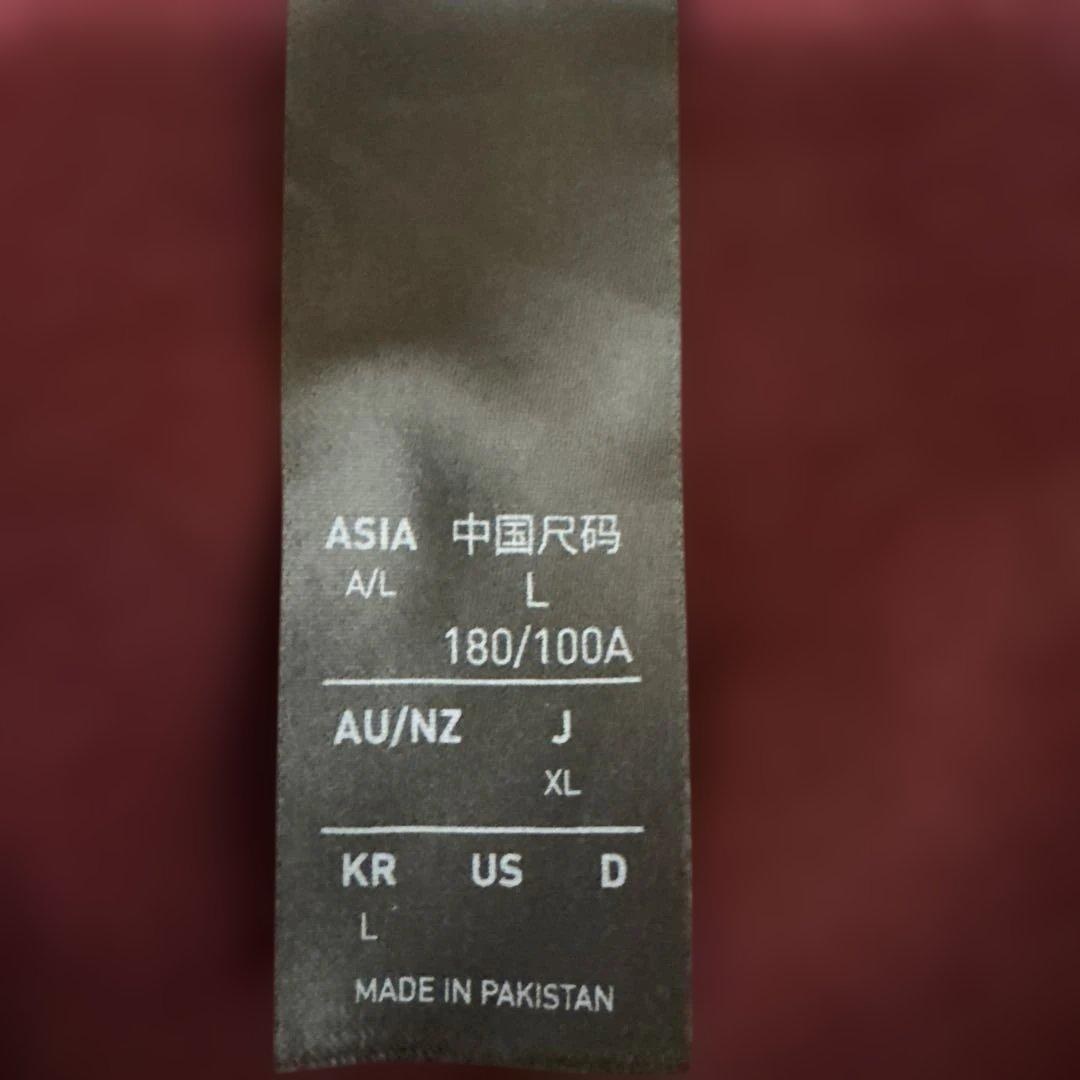 ASIA 中国尺码
A/L L
180/100A
AU/NZ J
XL
KR US D
L
MADE IN PAKISTAN